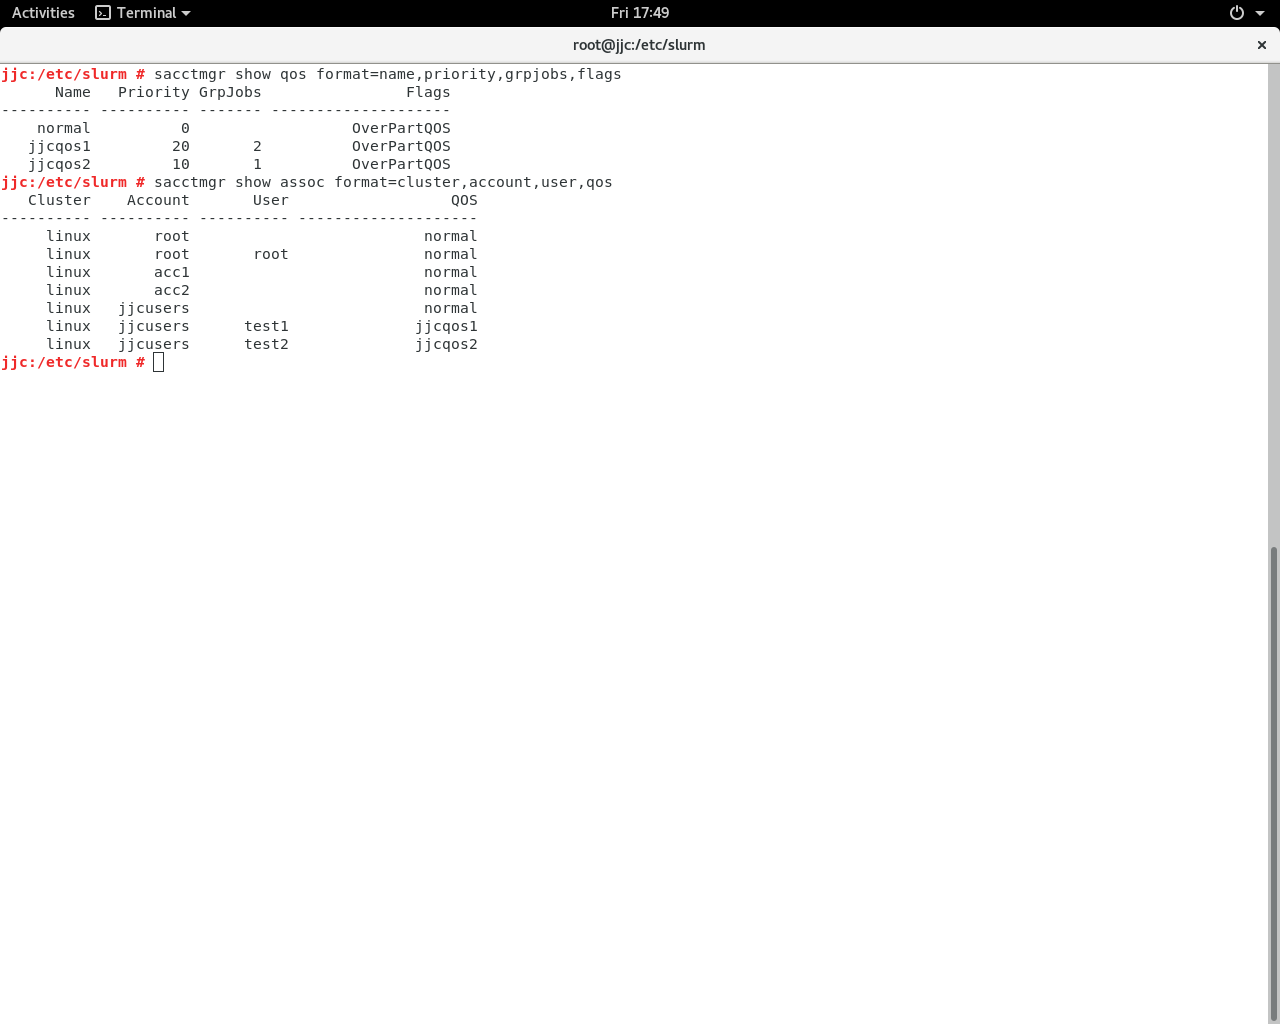 Activities Terminal Fri 17:49
root@jjc:/etc/slurm ×
jjc:/etc/slurm # sacctmgr show qos format=name,priority,grpjobs,flags
      Name   Priority GrpJobs                Flags
---------- ---------- ------- --------------------
    normal          0                  OverPartQOS
   jjcqos1         20       2          OverPartQOS
   jjcqos2         10       1          OverPartQOS
jjc:/etc/slurm # sacctmgr show assoc format=cluster,account,user,qos
   Cluster    Account       User                  QOS
---------- ---------- ---------- --------------------
     linux       root                          normal
     linux       root       root               normal
     linux       acc1                          normal
     linux       acc2                          normal
     linux   jjcusers                          normal
     linux   jjcusers      test1              jjcqos1
     linux   jjcusers      test2              jjcqos2
jjc:/etc/slurm #